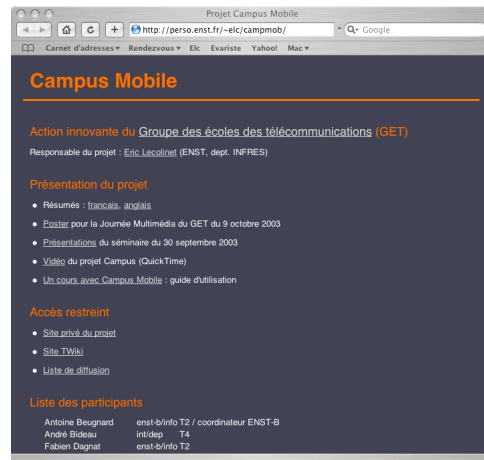 Projet Campus Mobile
http://perso.enst.fr/~elc/campmob/ Google
Carnet d'adresses Rendezvous Elc Evariste Yahoo! Mac
Campus Mobile
Action innovante du Groupe des écoles des télécommunications (GET)
Responsable du projet : Eric Lecolinet (ENST, dept. INFRES)
Présentation du projet
• Résumés : francais, anglais
• Poster pour la Journée Multimédia du GET du 9 octobre 2003
• Présentations du séminaire du 30 septembre 2003
• Vidéo du projet Campus (QuickTime)
• Un cours avec Campus Mobile : guide d'utilisation
Accès restreint
• Site privé du projet
• Site TWiki
• Liste de diffusion
Liste des participants
Antoine Beugnard enst-b/info T2 / coordinateur ENST-B
André Bideau int/dep T4
Fabien Dagnat enst-b/info T2